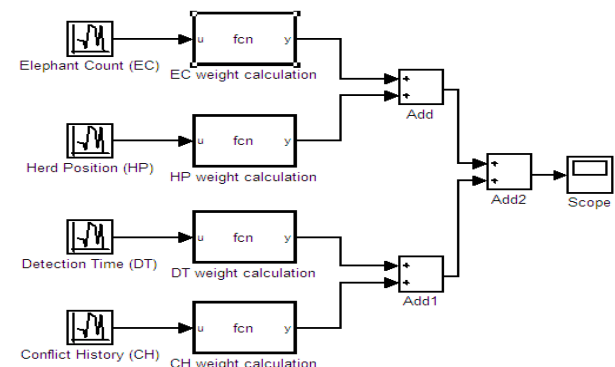 u fcn y
Elephant Count (EC)
EC weight calculation
+
+
Add
u fcn y
Herd Position (HP)
HP weight calculation
+
+
Add2
Scope
u fcn y
Detection Time (DT)
DT weight calculation
+
+
Add1
u fcn y
Conflict History (CH)
CH weight calculation